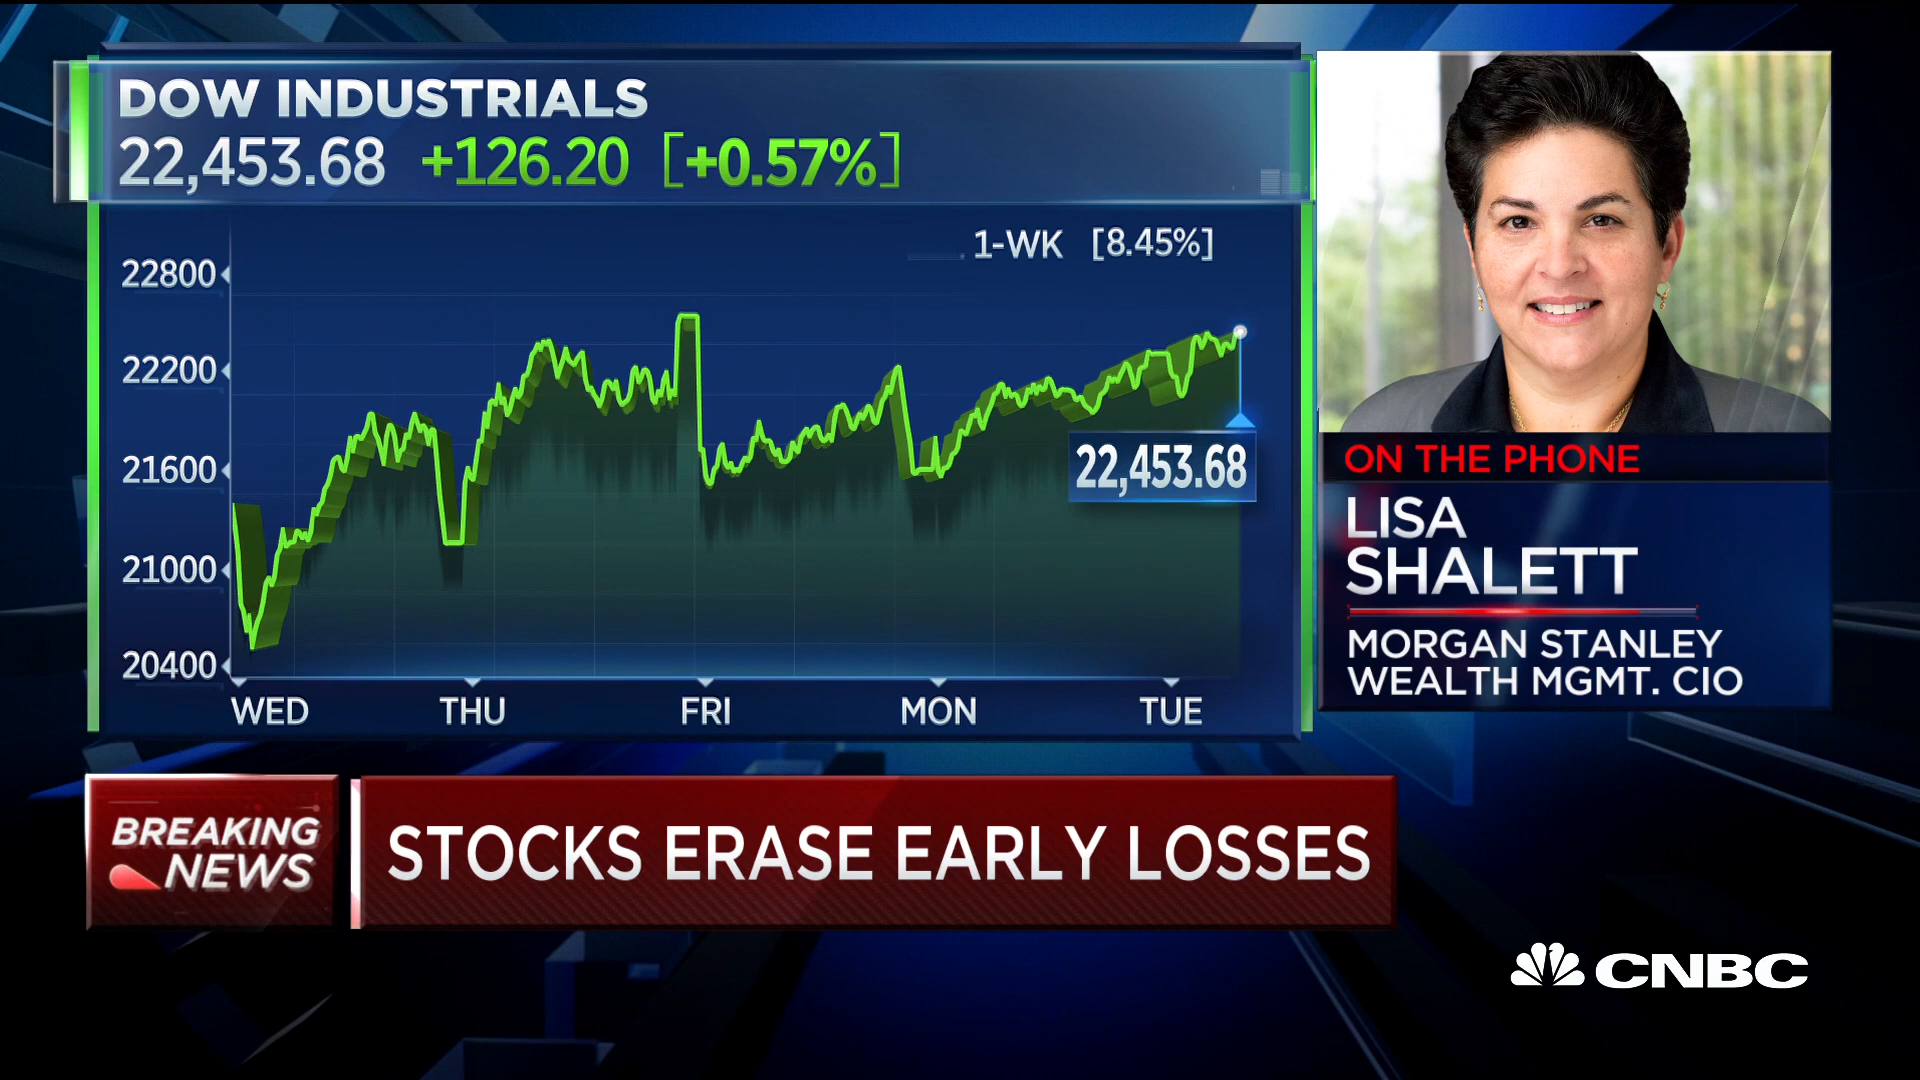 DOW INDUSTRIALS
22,453.68 +126.20 [+0.57%]
1-WK [8.45%]
22800
22200
21600
21000
20400
WED THU FRI MON TUE
22,453.68
ON THE PHONE
LISA
SHALETT
MORGAN STANLEY
WEALTH MGMT. CIO
BREAKING
NEWS
STOCKS ERASE EARLY LOSSES
CNBC